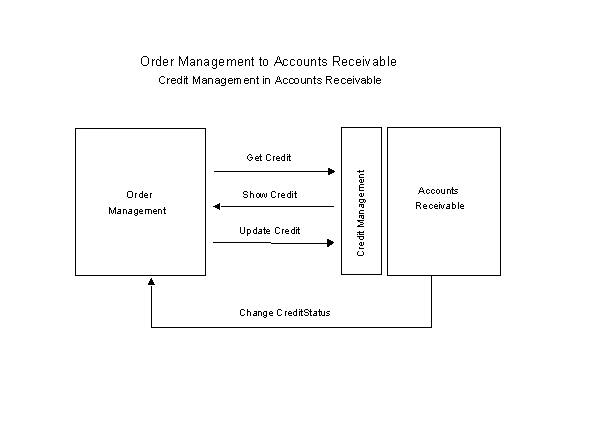 Order Management to Accounts Receivable
Credit Management in Accounts Receivable
Order
Management
Get Credit
Show Credit
Update Credit
Credit Management
Accounts
Receivable
Change CreditStatus